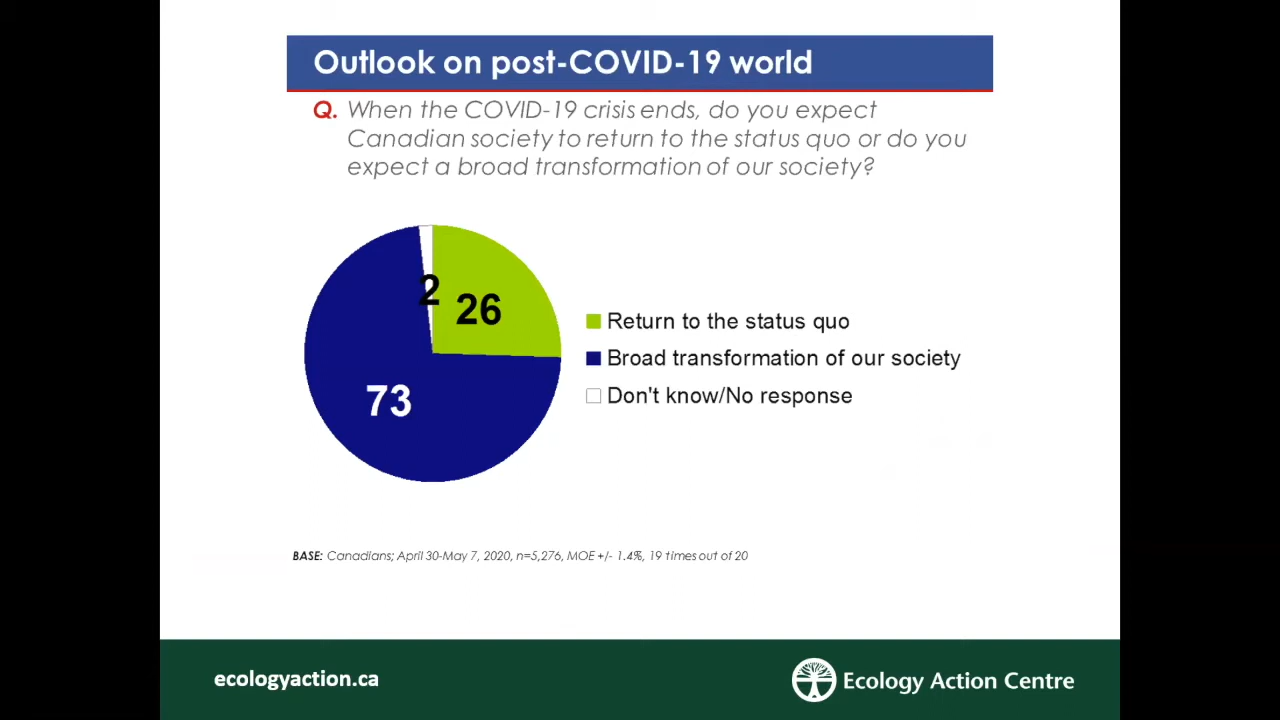 Outlook on post-COVID-19 world
Q. When the COVID-19 crisis ends, do you expect
Canadian society to return to the status quo or do you
expect a broad transformation of our society?
2
26
73
Return to the status quo
Broad transformation of our society
Don't know/No response
BASE: Canadians; April 30-May 7, 2020, n=5,276, MOE +/- 1.4%, 19 times out of 20
ecologyaction.ca
Ecology Action Centre